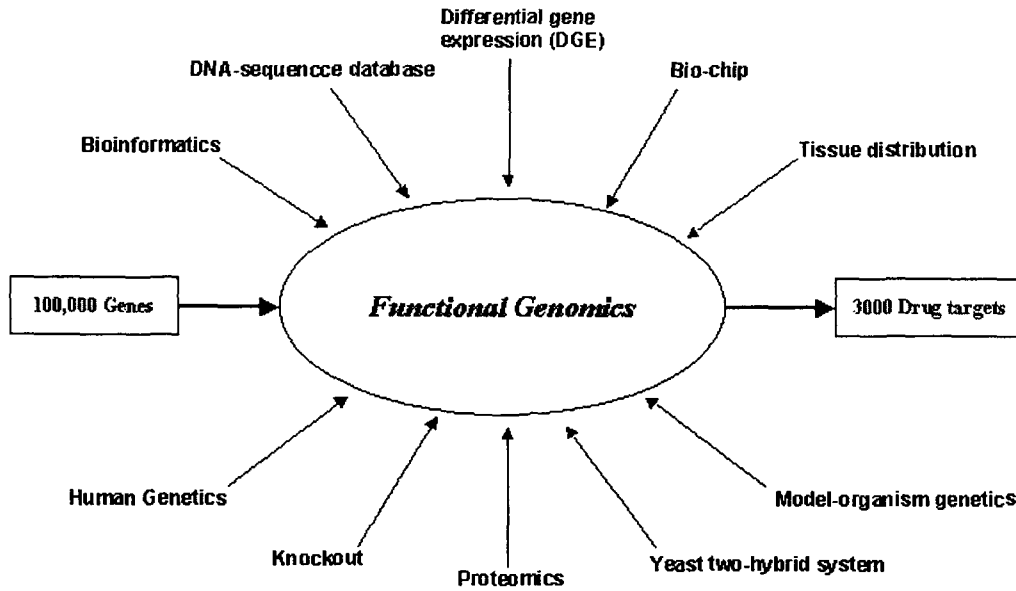 Differential gene
expression (DGE)
DNA-sequencce database
Bio-chip
Bioinformatics
Tissue distribution
100,000 Genes
Functional Genomics
3000 Drug targets
Human Genetics
Model-organism genetics
Knockout
Yeast two-hybrid system
Proteomics